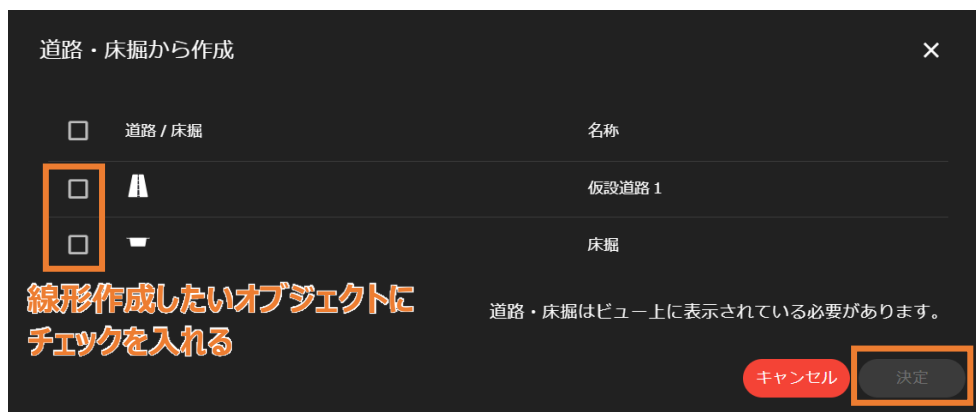 道路・床掘から作成
道路 / 床掘 名称
仮設道路 1
床掘
線形作成したいオブジェクトに
チェックを入れる
道路・床掘はビュー上に表示されている必要があります。
キャンセル 決定